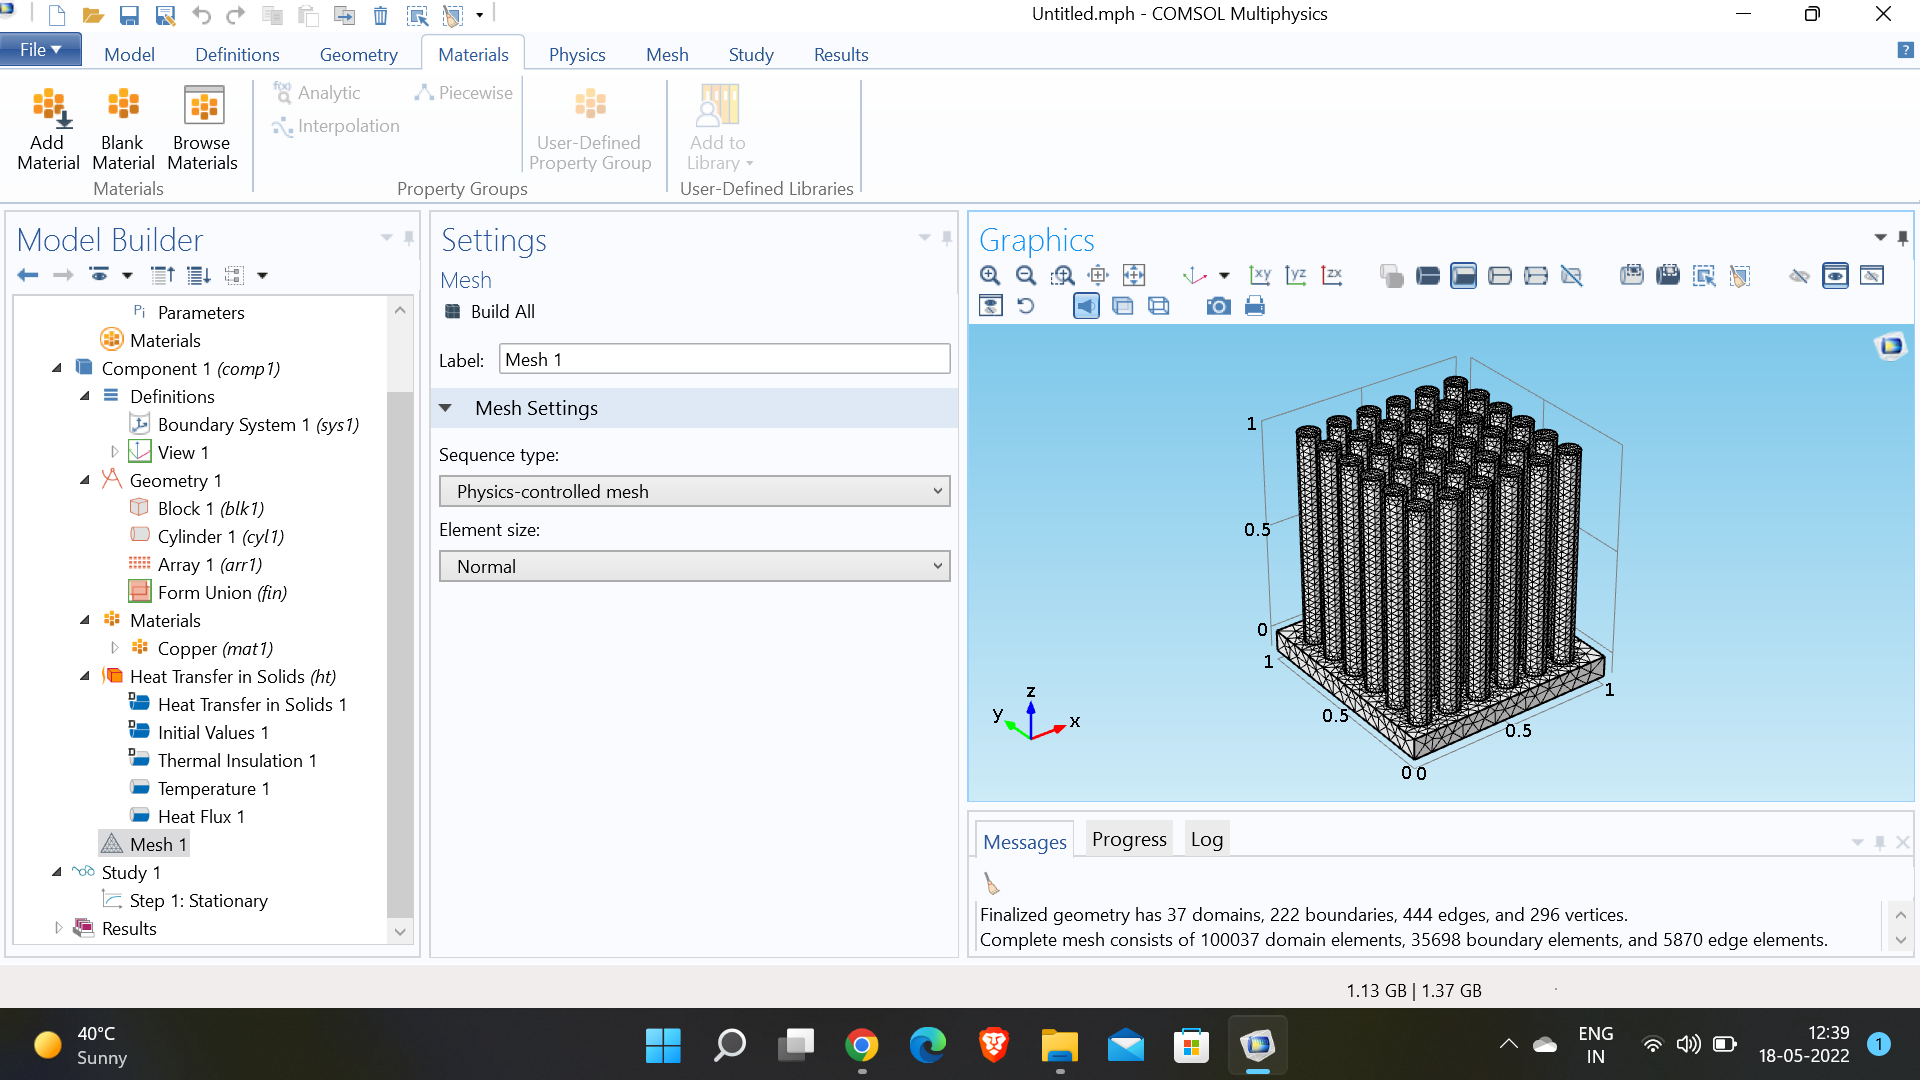 Untitled.mph - COMSOL Multiphysics
File
Model
Definitions
Geometry
Materials
Physics
Mesh
Study
Results
?
Add Material
Blank Material
Browse Materials
Materials
f(x) Analytic
Interpolation
Piecewise
User-Defined Property Group
Property Groups
Add to Library
User-Defined Libraries
Model Builder
Pi Parameters
Materials
Component 1 (comp1)
Definitions
Boundary System 1 (sys1)
View 1
Geometry 1
Block 1 (blk1)
Cylinder 1 (cyl1)
Array 1 (arr1)
Form Union (fin)
Materials
Copper (mat1)
Heat Transfer in Solids (ht)
D Heat Transfer in Solids 1
D Initial Values 1
D Thermal Insulation 1
Temperature 1
Heat Flux 1
Mesh 1
Study 1
Step 1: Stationary
Results
Settings
Mesh
Build All
Label: Mesh 1
Mesh Settings
Sequence type:
Physics-controlled mesh
Element size:
Normal
Graphics
xy
yz
zx
1
0.5
0
1
0.5
0 0
0.5
1
z
y
x
Messages
Progress
Log
Finalized geometry has 37 domains, 222 boundaries, 444 edges, and 296 vertices.
Complete mesh consists of 100037 domain elements, 35698 boundary elements, and 5870 edge elements.
1.13 GB | 1.37 GB
40°C
Sunny
ENG
IN
12:39
18-05-2022
1